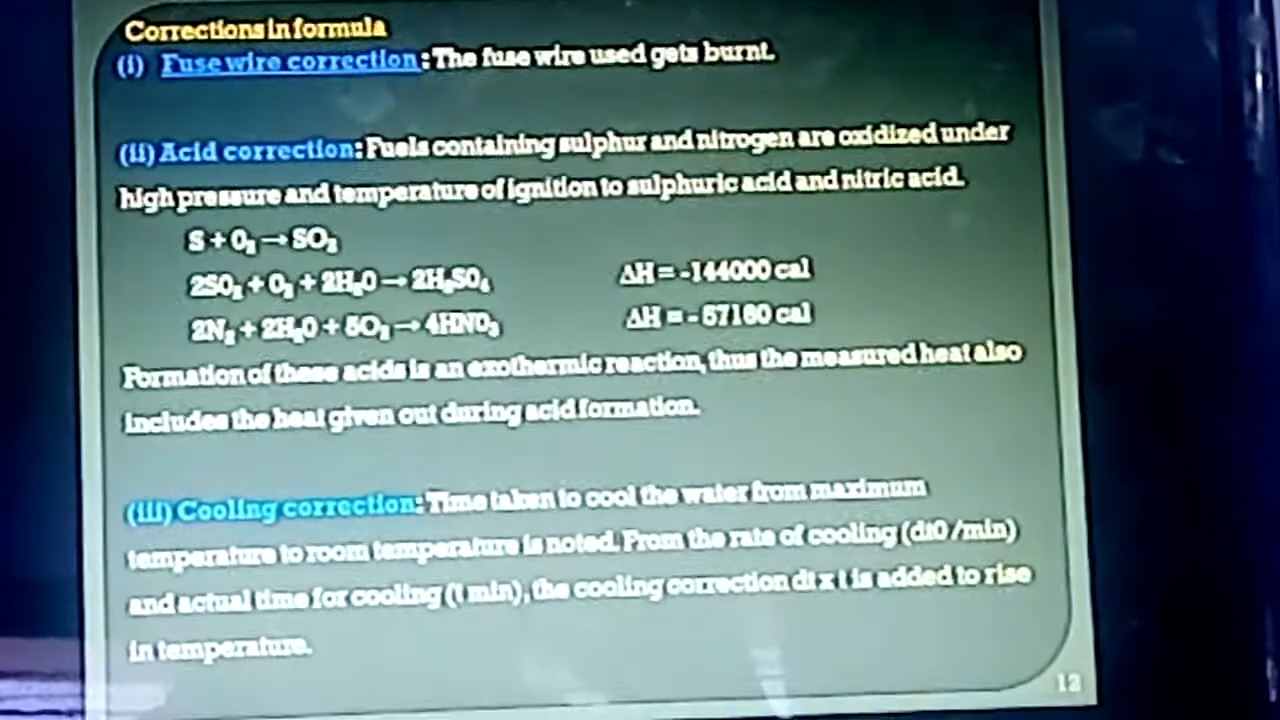 Corrections in formula
(i) Fuse wire correction: The fuse wire used gets burnt.
(ii) Acid correction: Fuels containing sulphur and nitrogen are oxidized under
high pressure and temperature of ignition to sulphuric acid and nitric acid.
S + O₂ → SO₂
2SO₂ + O₂ + 2H₂O → 2H₂SO₄ ΔH = -144000 cal
2N₂ + 2H₂O + 5O₂ → 4HNO₃ ΔH = - 57160 cal
Formation of these acids is an exothermic reaction, thus the measured heat also
includes the heat given out during acid formation.
(iii) Cooling correction: Time taken to cool the water from maximum
temperature to room temperature is noted. From the rate of cooling (dt0 /min)
and actual time for cooling (t min), the cooling correction dt x t is added to rise
in temperature.
12